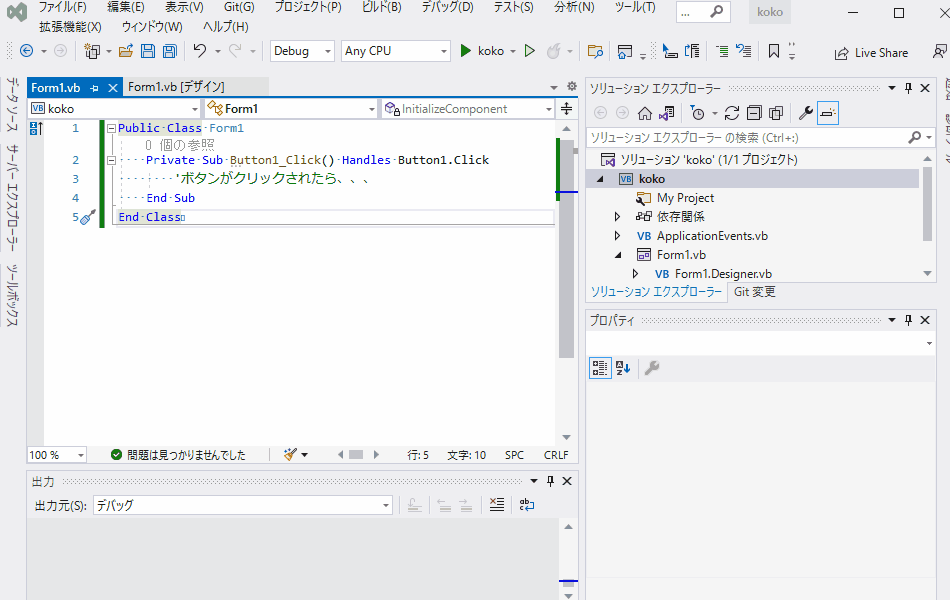 ファイル(F) 編集(E) 表示(V) Git(G) プロジェクト(P) ビルド(B) デバッグ(D) テスト(S) 分析(N) ツール(T) ... koko
拡張機能(X) ウィンドウ(W) ヘルプ(H)
Debug Any CPU koko Live Share
データ ソース
サーバー エクスプローラー
ツールボックス
Form1.vb Form1.vb [デザイン]
koko Form1 InitializeComponent
1 Public Class Form1
0 個の参照
2 Private Sub Button1_Click() Handles Button1.Click
3 'ボタンがクリックされたら、、、
4 End Sub
5 End Class
100 % 問題は見つかりませんでした 行: 5 文字: 10 SPC CRLF
出力
出力元(S): デバッグ
ソリューション エクスプローラー
ソリューション エクスプローラー の検索 (Ctrl+;)
ソリューション 'koko' (1/1 プロジェクト)
VB koko
My Project
依存関係
VB ApplicationEvents.vb
Form1.vb
VB Form1.Designer.vb
ソリューション エクスプローラー Git 変更
プロパティ